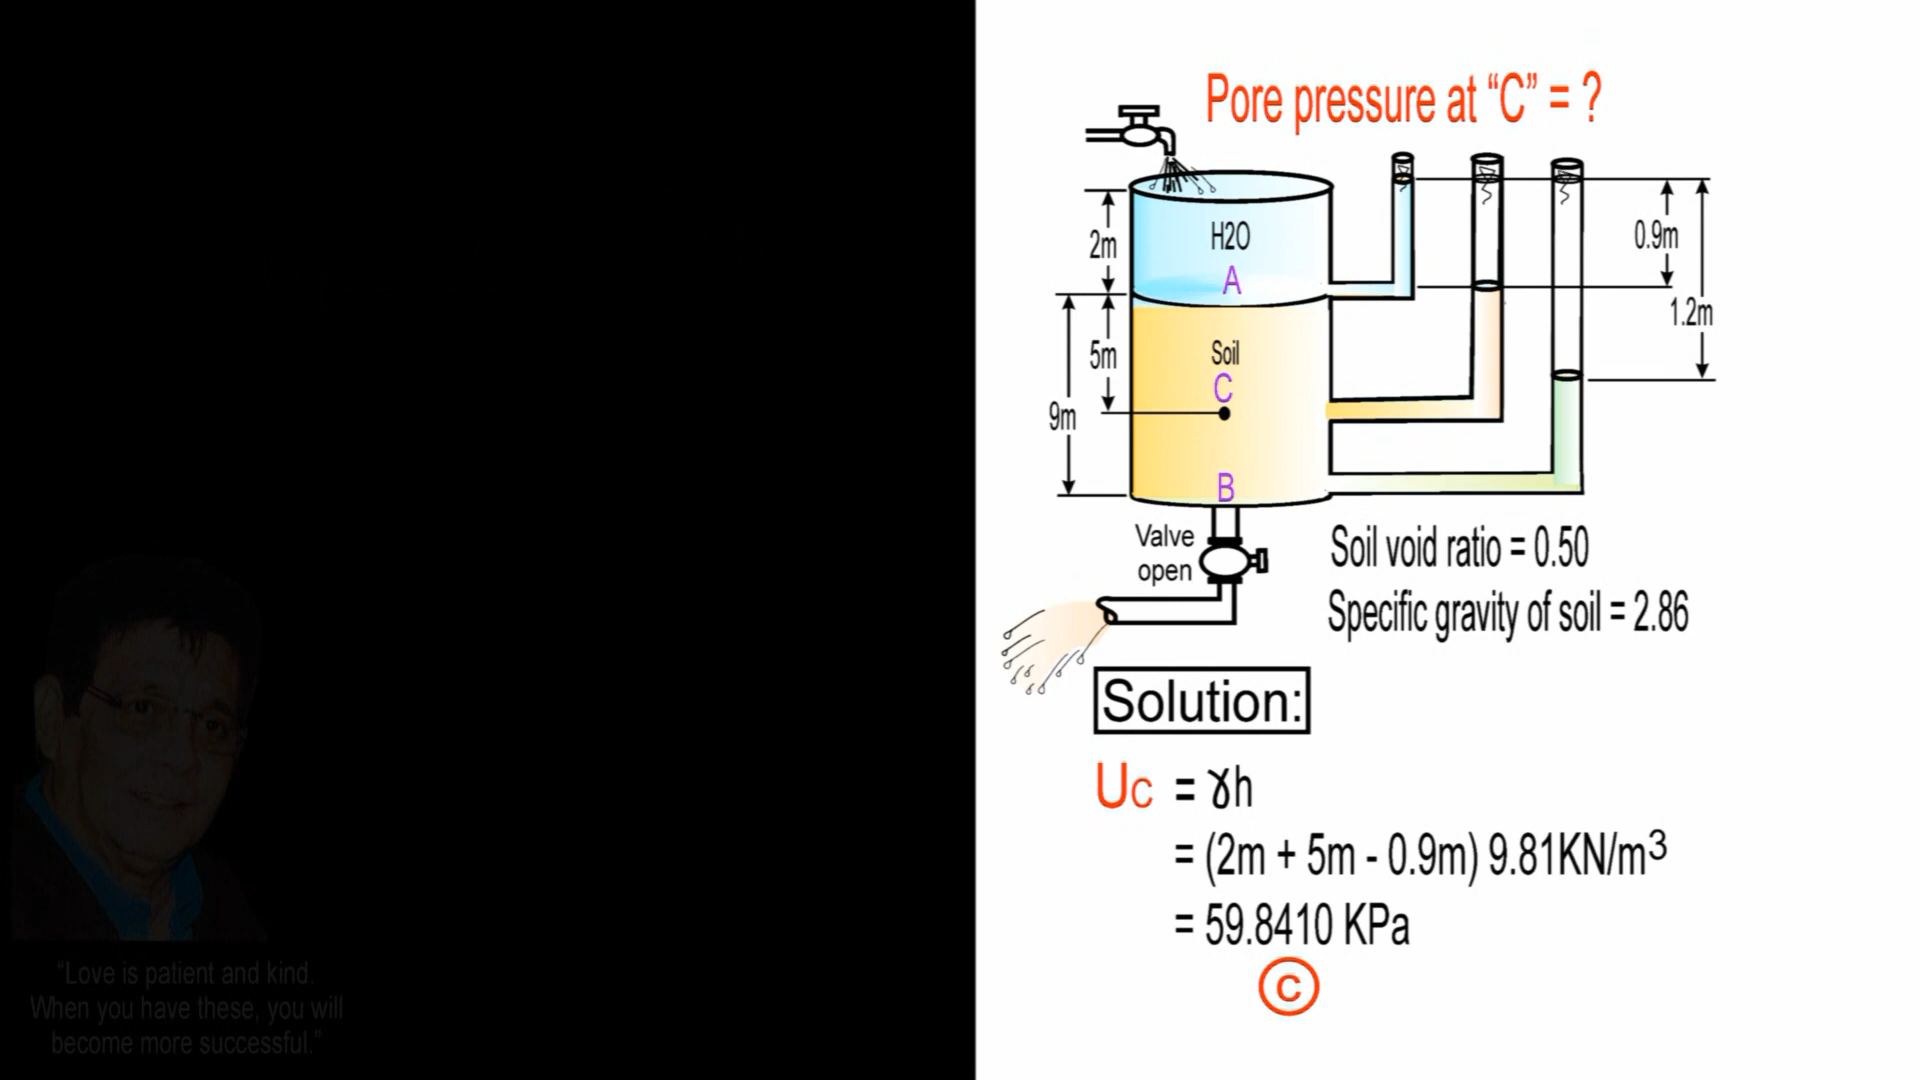 Pore pressure at “C” = ?
H2O
A
2m
5m
9m
Soil
C
B
0.9m
1.2m
Valve
open
Soil void ratio = 0.50
Specific gravity of soil = 2.86
Solution:
Uc = ɣh
= (2m + 5m - 0.9m) 9.81KN/m³
= 59.8410 KPa
C
“Love is patient and kind.
When you have these, you will
become more successful.”